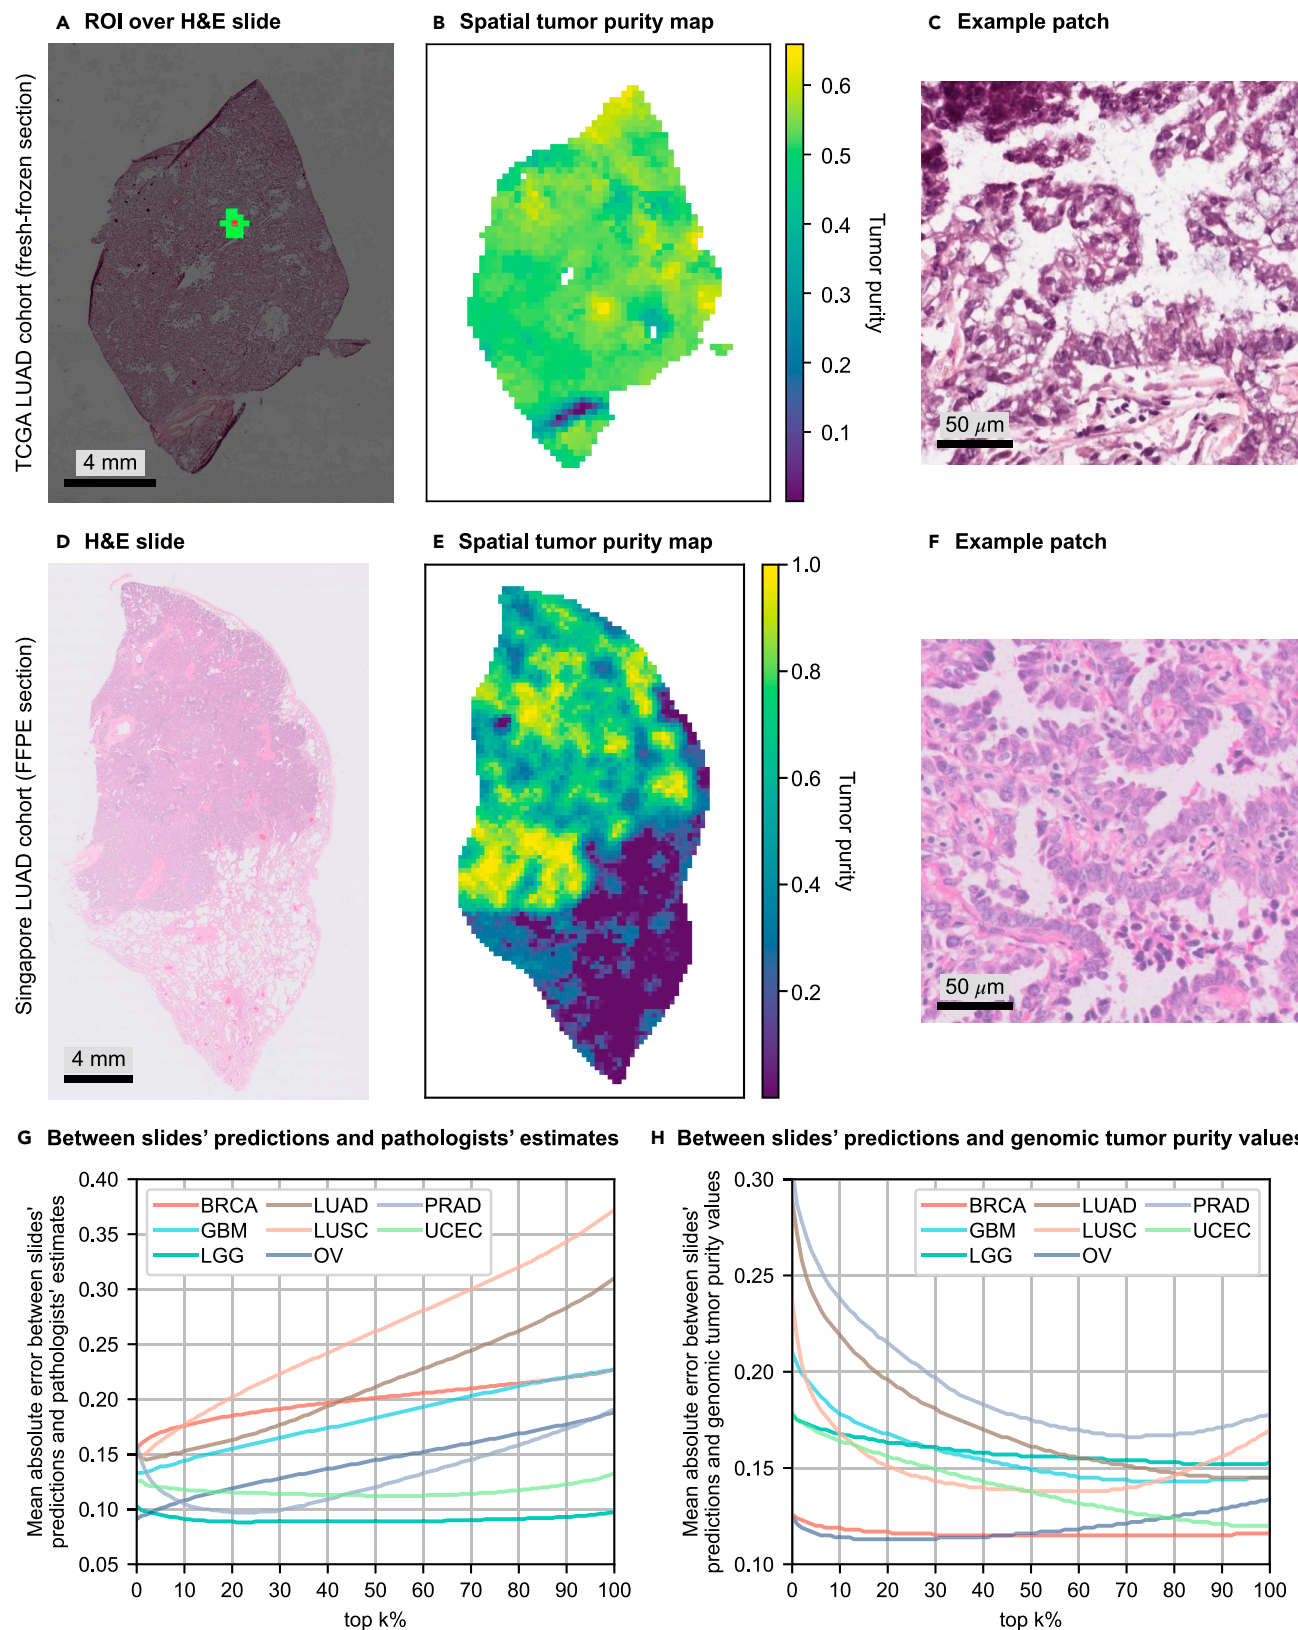 A ROI over H&E slide
B Spatial tumor purity map
C Example patch
TCGA LUAD cohort (fresh-frozen section)
4 mm
0.6
0.5
0.4
0.3
0.2
0.1
Tumor purity
50 μm
D H&E slide
E Spatial tumor purity map
F Example patch
Singapore LUAD cohort (FFPE section)
4 mm
1.0
0.8
0.6
0.4
0.2
Tumor purity
50 μm
G Between slides' predictions and pathologists' estimates
Mean absolute error between slides'
predictions and pathologists' estimates
0.40
0.35
0.30
0.25
0.20
0.15
0.10
0.05
BRCA LUAD PRAD
GBM LUSC UCEC
LGG OV
0 10 20 30 40 50 60 70 80 90 100
top k%
H Between slides' predictions and genomic tumor purity values
Mean absolute error between slides'
predictions and genomic tumor purity values
0.30
0.25
0.20
0.15
0.10
BRCA LUAD PRAD
GBM LUSC UCEC
LGG OV
0 10 20 30 40 50 60 70 80 90 100
top k%